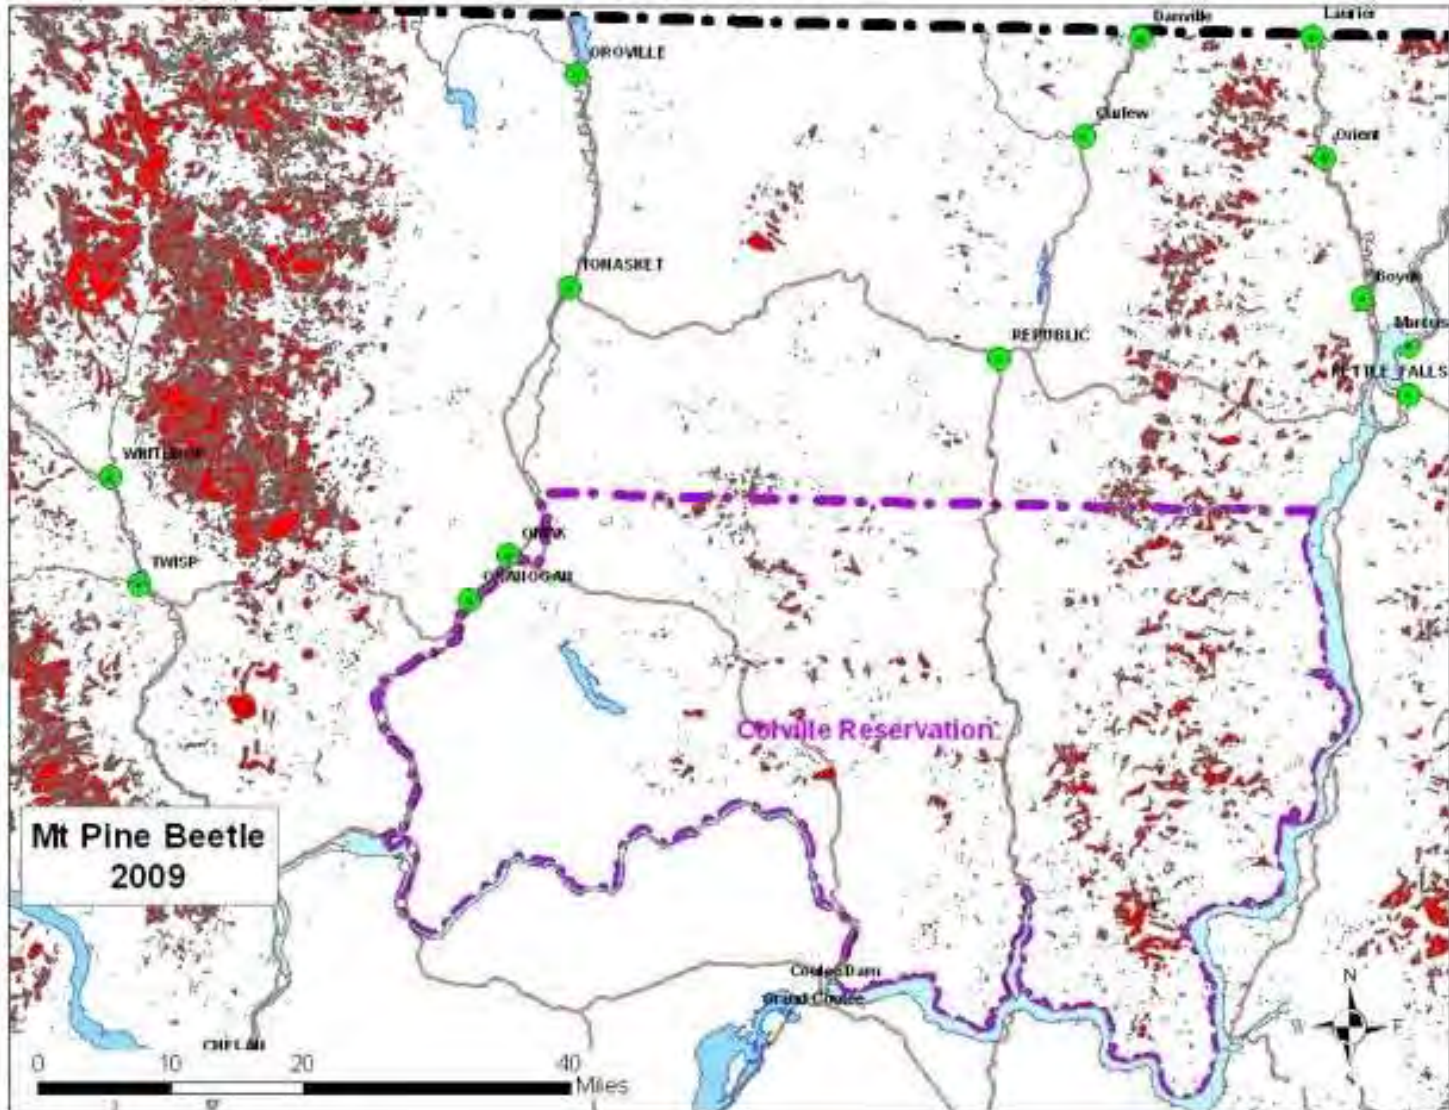 Danville
Laurier
OROVILLE
Curlew
Orient
TONASKET
Boyds
Marcus
REPUBLIC
KETTLE FALLS
WINTHROP
OMAK
TWISP
OKANOGAN
Colville Reservation
Mt Pine Beetle
2009
Coulee Dam
Grand Coulee
N
W E
S
CHELAN
0 10 20 40
Miles